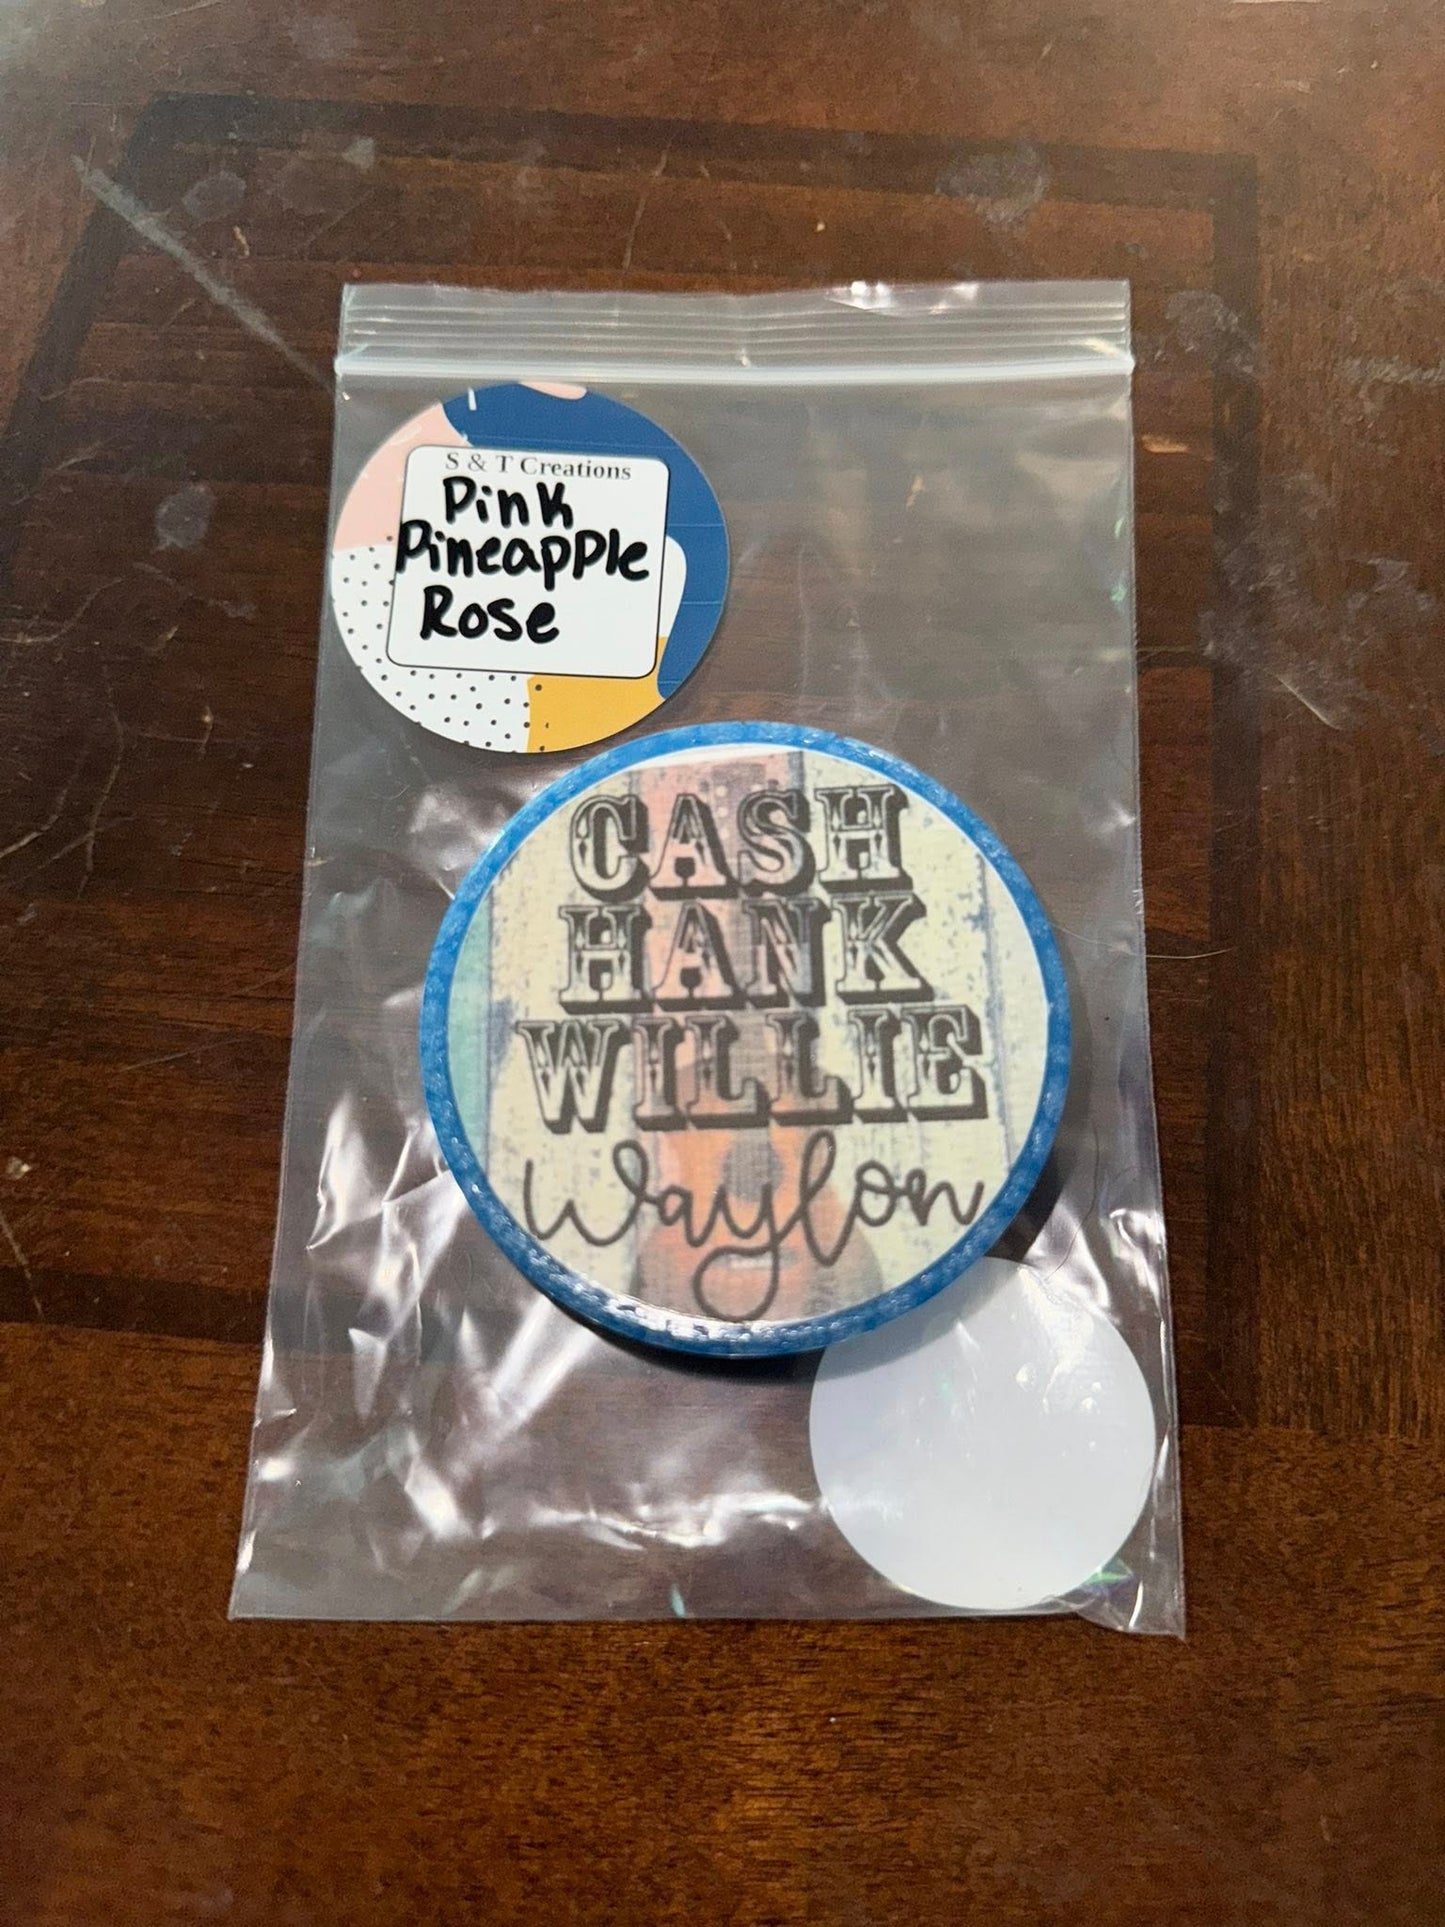 S & T Creations
Pink
Pineapple
Rose
CASH
HANK
WILLIE
Waylon